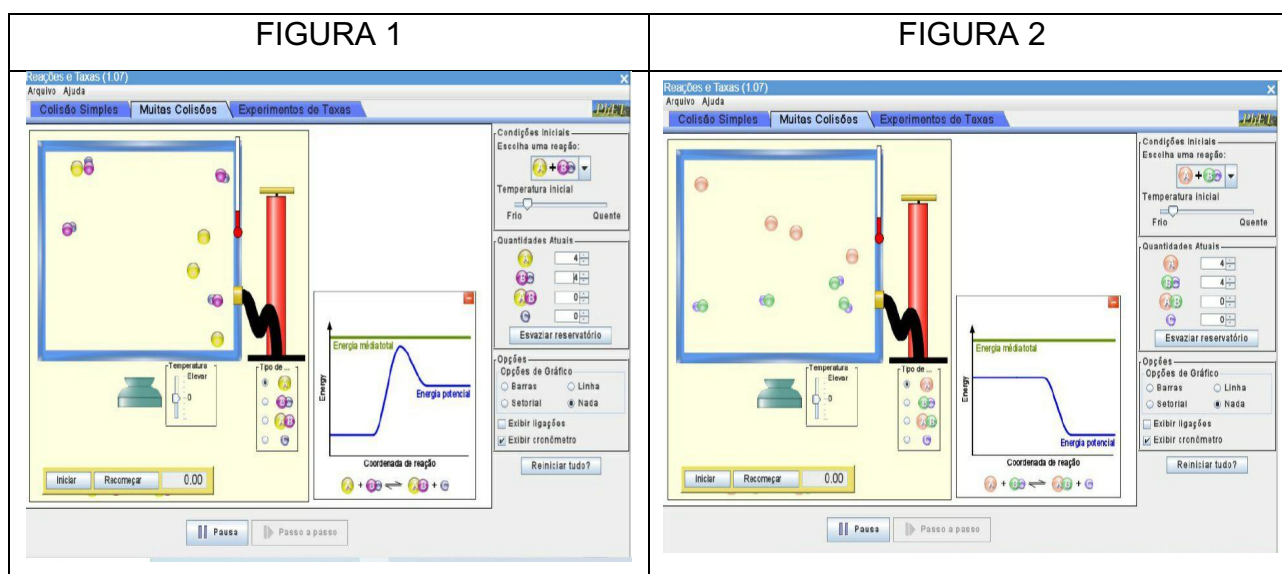 FIGURA 1
FIGURA 2
Reações e Taxas (1.07)
Arquivo Ajuda
Colisão Simples Muitas Colisões Experimentos de Taxas
Condições Iniciais
Escolha uma reação:
A + B
Temperatura Inicial
Frio Quente
Quantidades Atuais
A 4
B 4
A B 0
0
Esvaziar reservatório
Opções
Opções de Gráfico
Barras Linha
Setorial Nada
Exibir ligações
Exibir cronômetro
Reiniciar tudo?
Temperatura
Elevar
0
Tipo de ...
A
B
A B
Energy
Energia média total
Energia potencial
Coordenada de reação
A + B ⇌ A B +
Iniciar Recomeçar 0.00
Pausa Passo a passo
Reações e Taxas (1.07)
Arquivo Ajuda
Colisão Simples Muitas Colisões Experimentos de Taxas
Condições Iniciais
Escolha uma reação:
A + B
Temperatura Inicial
Frio Quente
Quantidades Atuais
A 4
B 4
A B 0
0
Esvaziar reservatório
Opções
Opções de Gráfico
Barras Linha
Setorial Nada
Exibir ligações
Exibir cronômetro
Reiniciar tudo?
Temperatura
Elevar
0
Tipo de ...
A
B
A B
Energy
Energia média total
Energia potencial
Coordenada de reação
A + B ⇌ A B +
Iniciar Recomeçar 0.00
Pausa Passo a passo